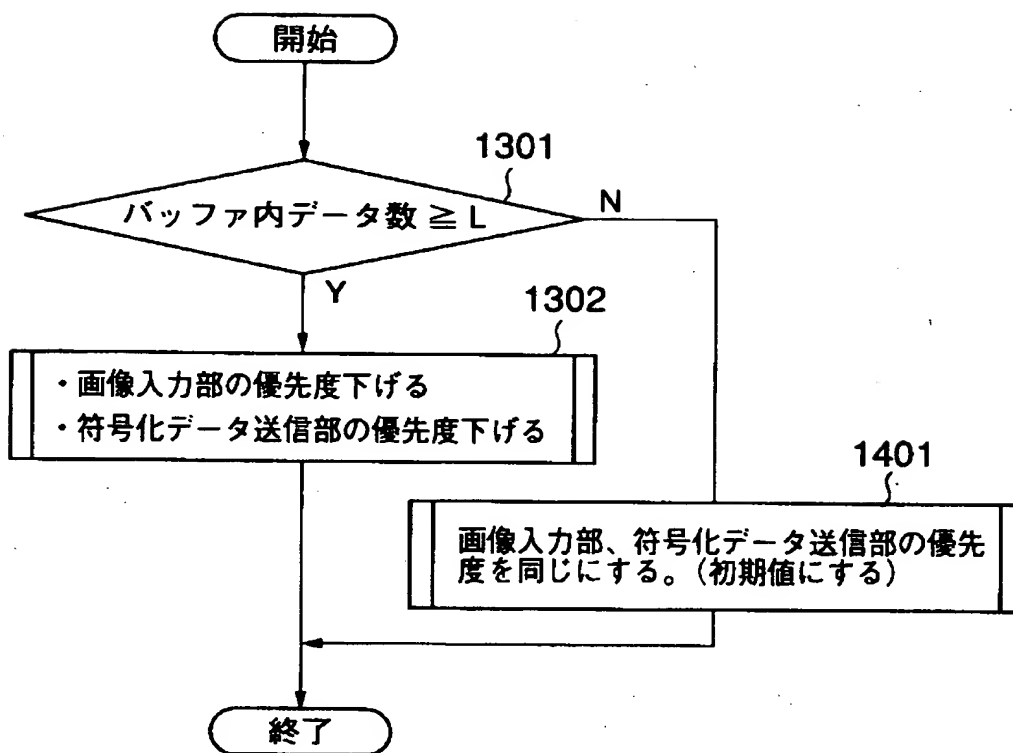 開始
1301
バッファ内データ数 ≧ L
N
Y
1302
・画像入力部の優先度下げる
・符号化データ送信部の優先度下げる
1401
画像入力部、符号化データ送信部の優先
度を同じにする。(初期値にする)
終了